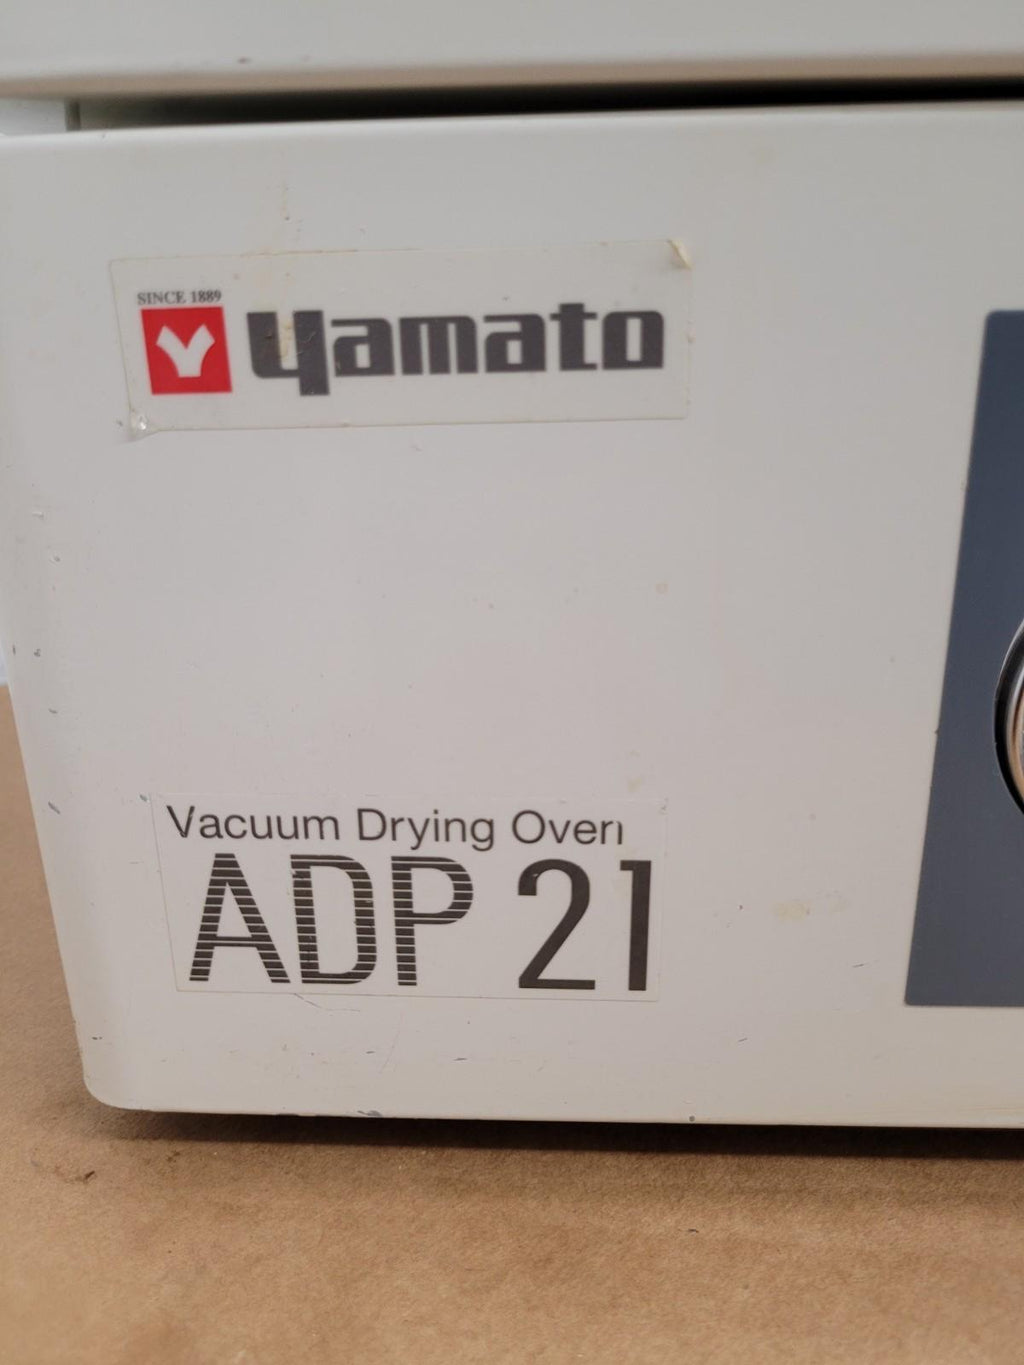 SINCE 1889
yamato
Vacuum Drying Oven
ADP 21